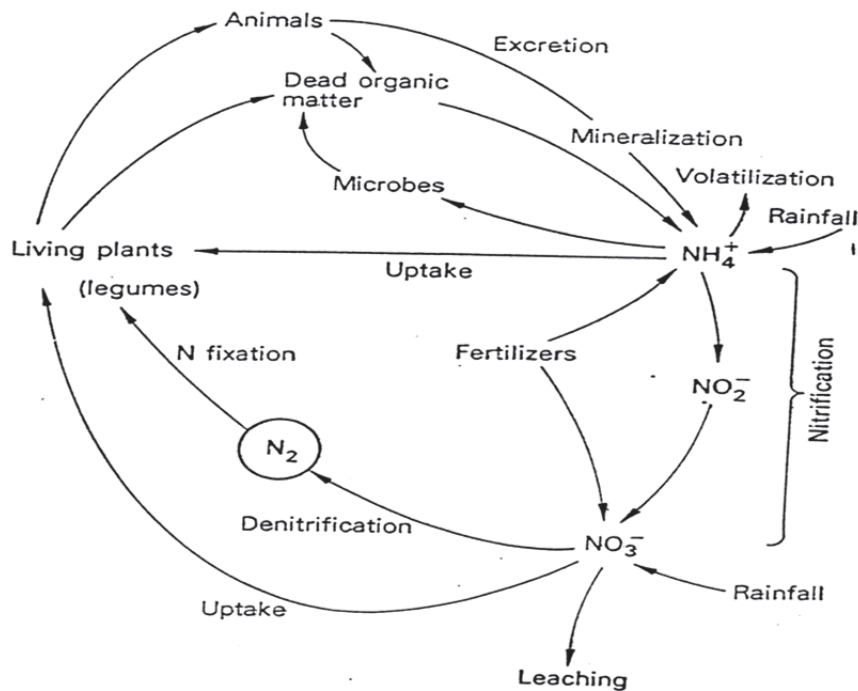 Animals
Excretion
Dead organic
matter
Mineralization
Microbes
Volatilization
Rainfall
Living plants
NH₄⁺
Uptake
(legumes)
N fixation
Fertilizers
NO₂⁻
Nitrification
N₂
Denitrification
NO₃⁻
Uptake
Rainfall
Leaching